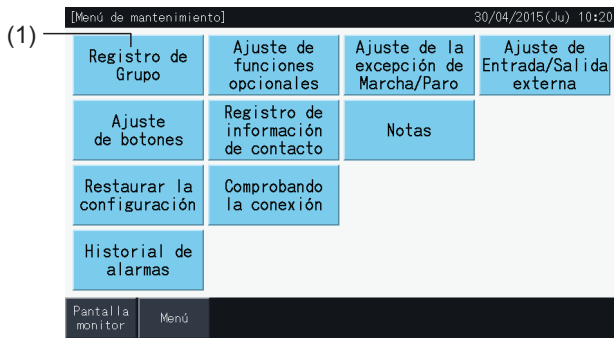 [Menú de mantenimiento] 30/04/2015(Ju) 10:20
(1)
Registro de
Grupo
Ajuste de
funciones
opcionales
Ajuste de la
excepción de
Marcha/Paro
Ajuste de
Entrada/Salida
externa
Ajuste
de botones
Registro de
información
de contacto
Notas
Restaurar la
configuración
Comprobando
la conexión
Historial de
alarmas
Pantalla
monitor
Menú